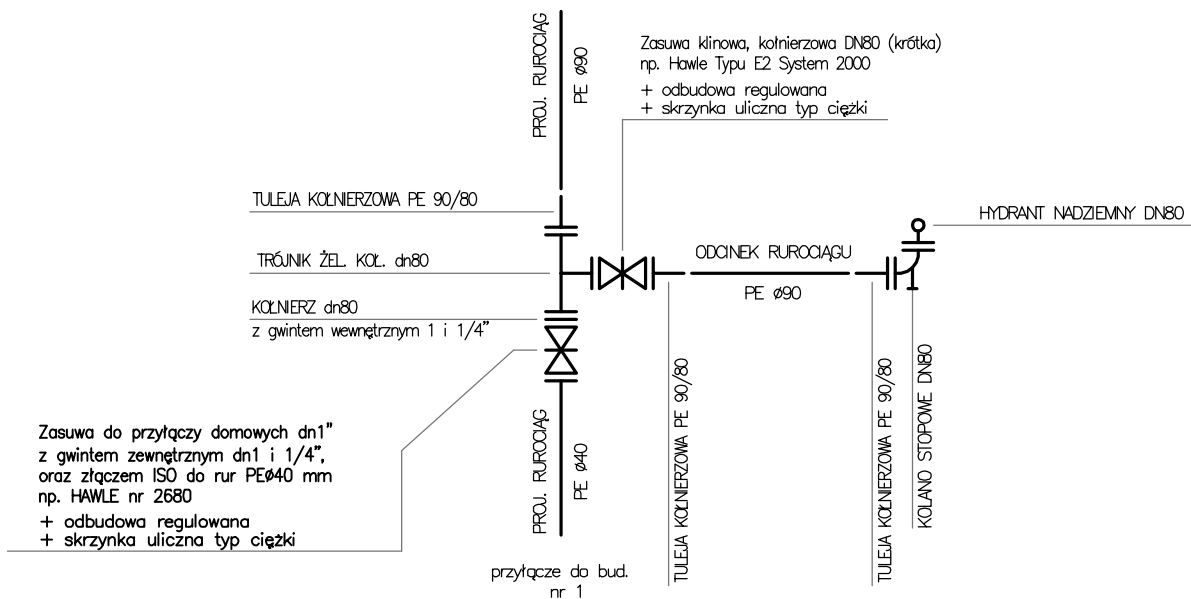 PROJ. RUROCIĄG
PE ø90
Zasuwa klinowa, kołnierzowa DN80 (krótka)
np. Hawle Typu E2 System 2000
+ odbudowa regulowana
+ skrzynka uliczna typ ciężki
TULEJA KOŁNIERZOWA PE 90/80
TRÓJNIK ŻEL. KOŁ. dn80
KOŁNIERZ dn80
z gwintem wewnętrznym 1 i 1/4"
ODCINEK RUROCIĄGU
PE ø90
HYDRANT NADZIEMNY DN80
Zasuwa do przyłączy domowych dn1"
z gwintem zewnętrznym dn1 i 1/4",
oraz złączem ISO do rur PEø40 mm
np. HAWLE nr 2680
+ odbudowa regulowana
+ skrzynka uliczna typ ciężki
PROJ. RUROCIĄG
PE ø40
TULEJA KOŁNIERZOWA PE 90/80
TULEJA KOŁNIERZOWA PE 90/80
KOLANO STOPOWE DN80
przyłącze do bud.
nr 1